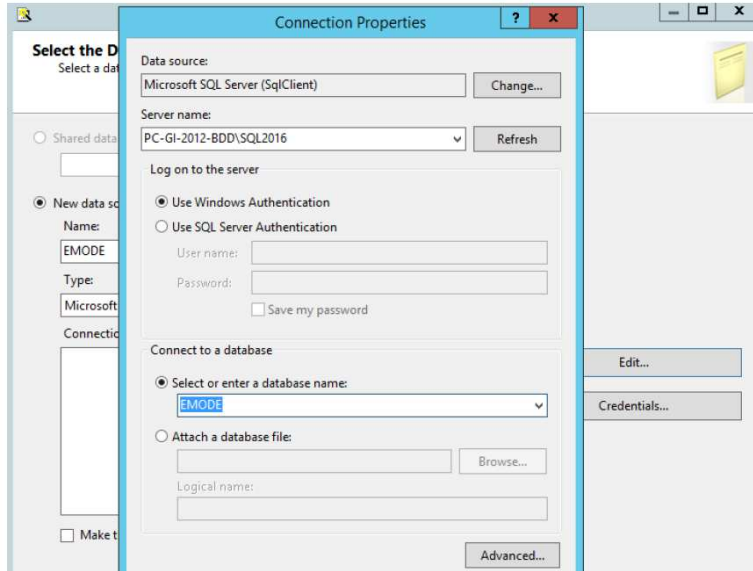 Connection Properties
?
x
x
Select the D
Select a dat
Shared data
New data so
Name:
EMODE
Type:
Microsoft
Connectio
Make t
Data source:
Microsoft SQL Server (SqlClient)
Change...
Server name:
PC-GI-2012-BDD\SQL2016
Refresh
Log on to the server
Use Windows Authentication
Use SQL Server Authentication
User name:
Password:
Save my password
Connect to a database
Select or enter a database name:
EMODE
Attach a database file:
Browse...
Logical name:
Advanced...
Edit...
Credentials...